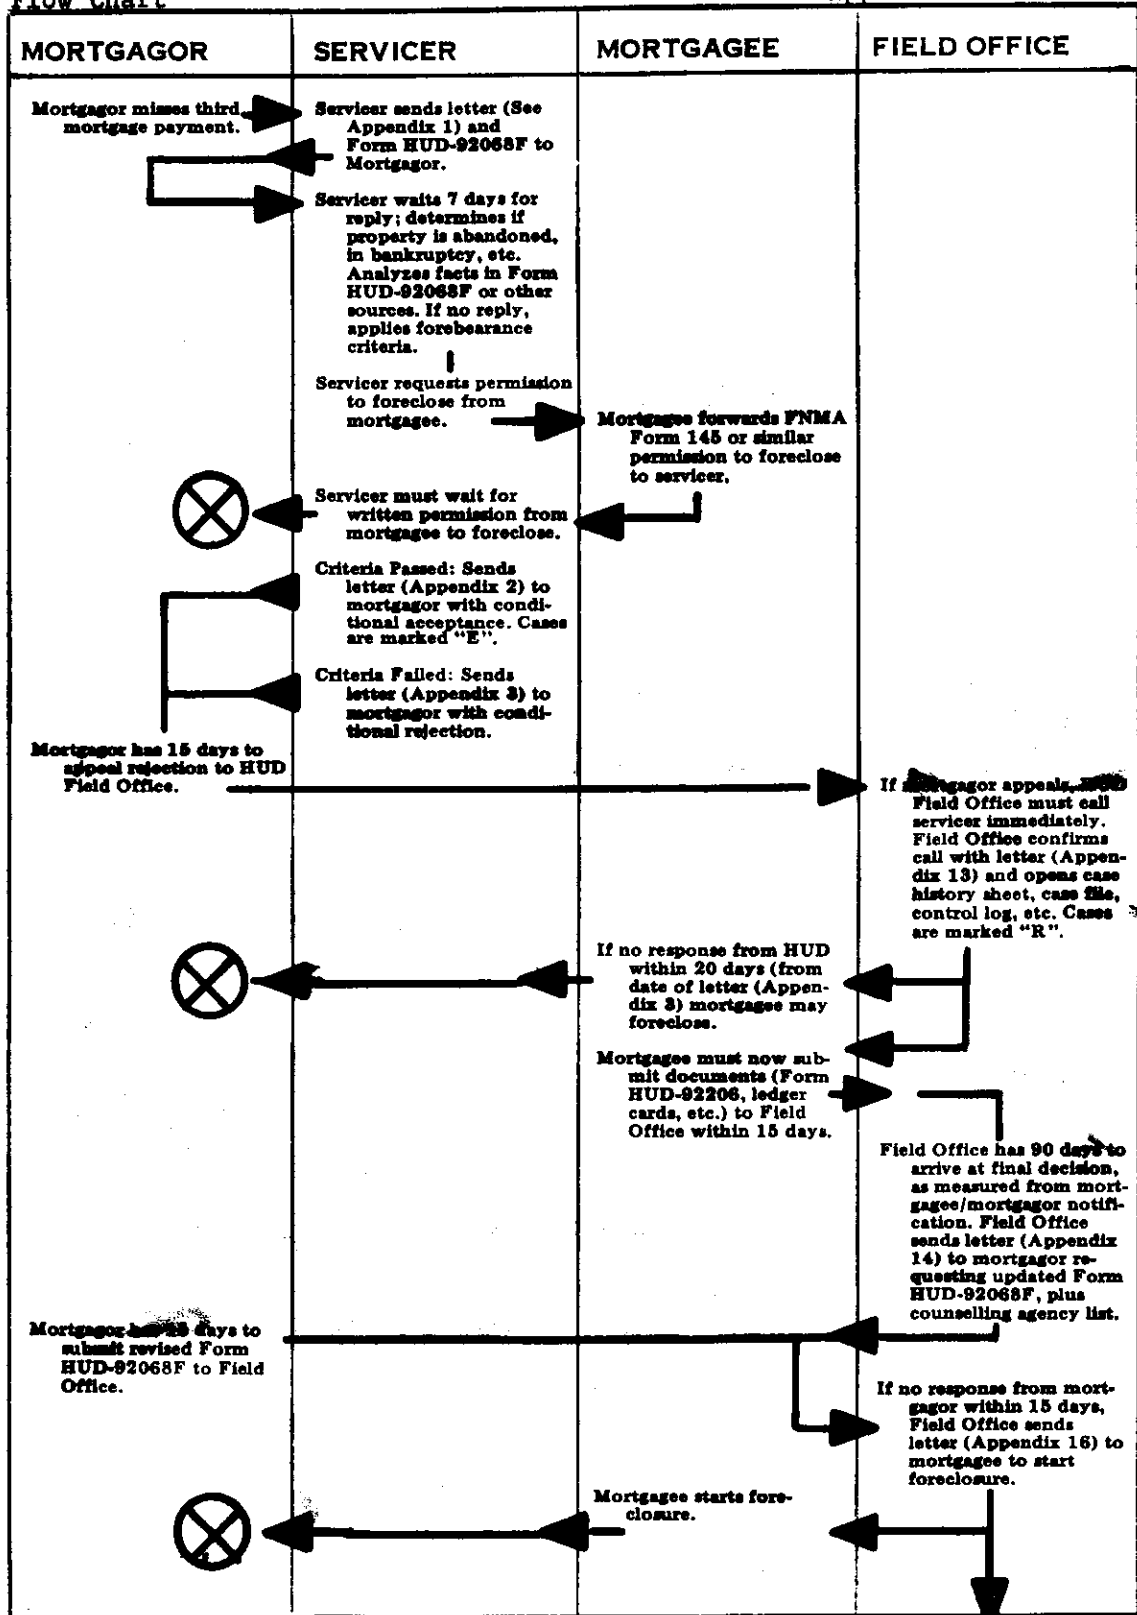 Flow Chart
MORTGAGOR
SERVICER
MORTGAGEE
FIELD OFFICE
Mortgagor misses third
mortgage payment.
Servicer sends letter (See
Appendix 1) and
Form HUD-92068F to
Mortgagor.
Servicer waits 7 days for
reply; determines if
property is abandoned,
in bankruptcy, etc.
Analyzes facts in Form
HUD-92068F or other
sources. If no reply,
applies forebearance
criteria.
Servicer requests permission
to foreclose from
mortgagee.
Mortgagee forwards FNMA
Form 145 or similar
permission to foreclose
to servicer.
Servicer must wait for
written permission from
mortgagee to foreclose.
Criteria Passed: Sends
letter (Appendix 2) to
mortgagor with condi-
tional acceptance. Cases
are marked "E".
Criteria Failed: Sends
letter (Appendix 3) to
mortgagor with condi-
tional rejection.
Mortgagor has 15 days to
appeal rejection to HUD
Field Office.
If mortgagor appeals,
Field Office must call
servicer immediately.
Field Office confirms
call with letter (Appen-
dix 13) and opens case
history sheet, case file,
control log, etc. Cases
are marked "R".
If no response from HUD
within 20 days (from
date of letter (Appen-
dix 3) mortgagee may
foreclose.
Mortgagee must now sub-
mit documents (Form
HUD-92206, ledger
cards, etc.) to Field
Office within 15 days.
Field Office has 90 days to
arrive at final decision,
as measured from mort-
gagee/mortgagor notifi-
cation. Field Office
sends letter (Appendix
14) to mortgagor re-
questing updated Form
HUD-92068F, plus
counselling agency list.
Mortgagor has days to
submit revised Form
HUD-92068F to Field
Office.
If no response from mort-
gagor within 15 days,
Field Office sends
letter (Appendix 16) to
mortgagee to start
foreclosure.
Mortgagee starts fore-
closure.